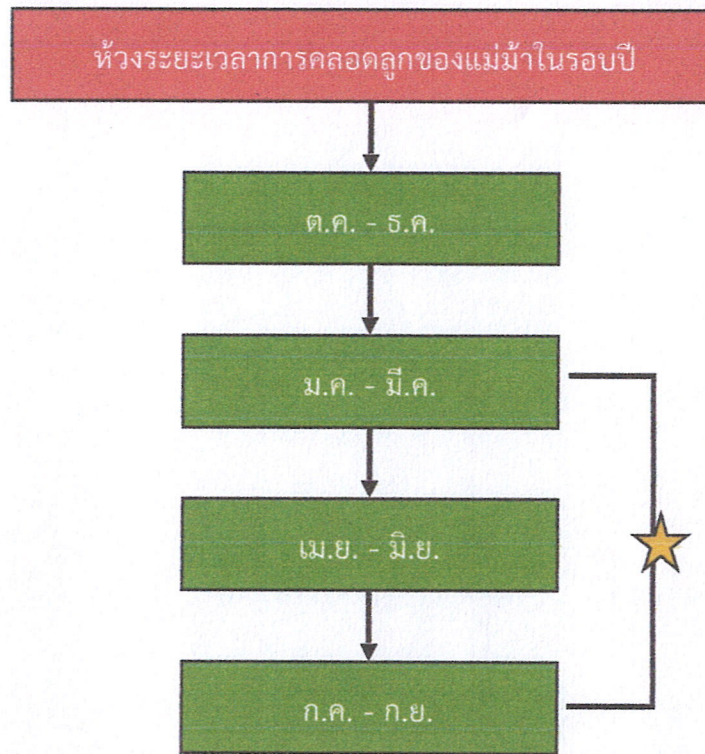 ห้วงระยะเวลาการคลอดลูกของแม่ม้าในรอบปี
ต.ค. - ธ.ค.
ม.ค. - มี.ค.
เม.ย. - มิ.ย.
ก.ค. - ก.ย.